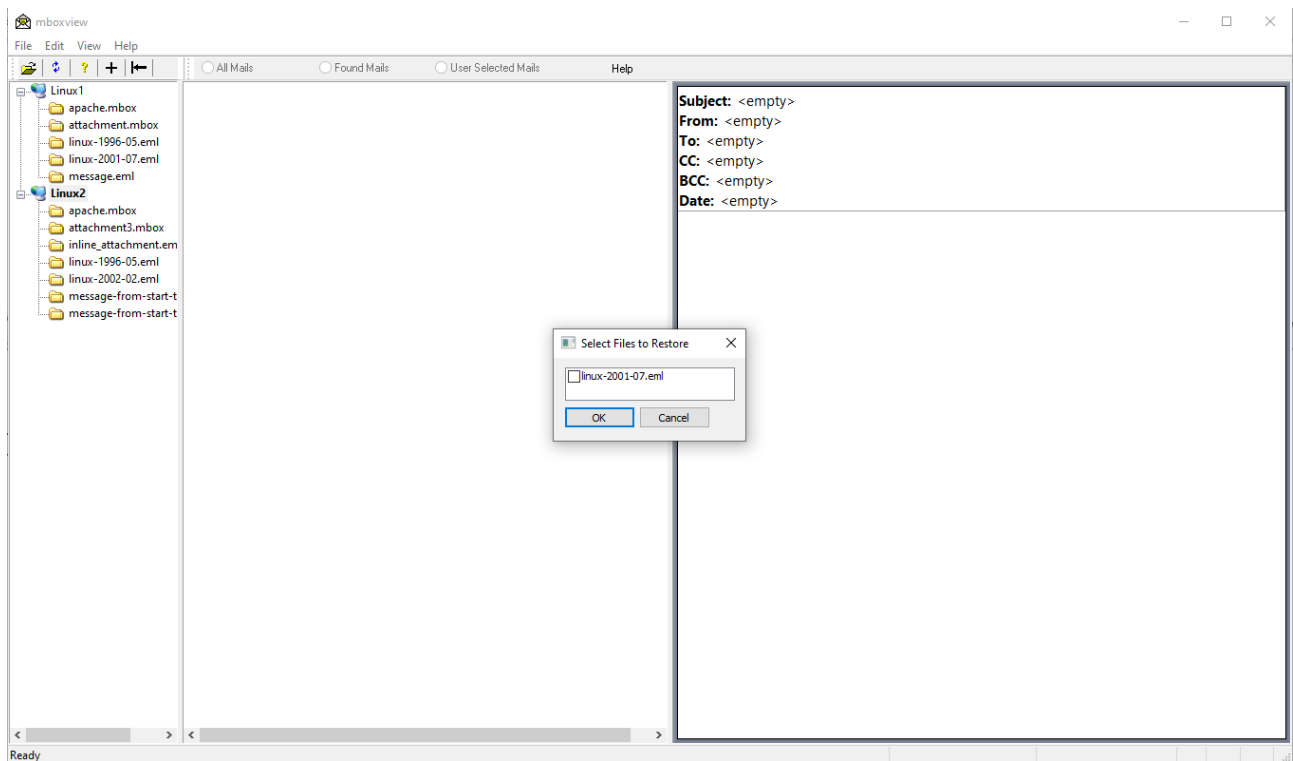 mboxview
File Edit View Help
? All Mails Found Mails User Selected Mails Help
Linux1
apache.mbox
attachment.mbox
linux-1996-05.eml
linux-2001-07.eml
message.eml
Linux2
apache.mbox
attachment3.mbox
inline_attachment.em
linux-1996-05.eml
linux-2002-02.eml
message-from-start-t
message-from-start-t
Subject: <empty>
From: <empty>
To: <empty>
CC: <empty>
BCC: <empty>
Date: <empty>
Select Files to Restore
linux-2001-07.eml
OK Cancel
Ready